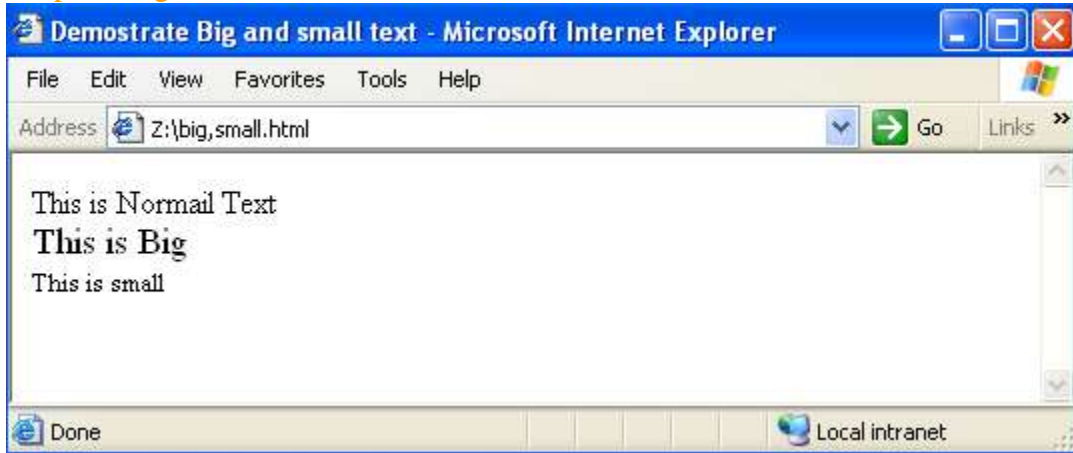 Demostrate Big and small text - Microsoft Internet Explorer
File Edit View Favorites Tools Help
Address Z:\big,small.html Go Links »
This is Normail Text
This is Big
This is small
Done Local intranet